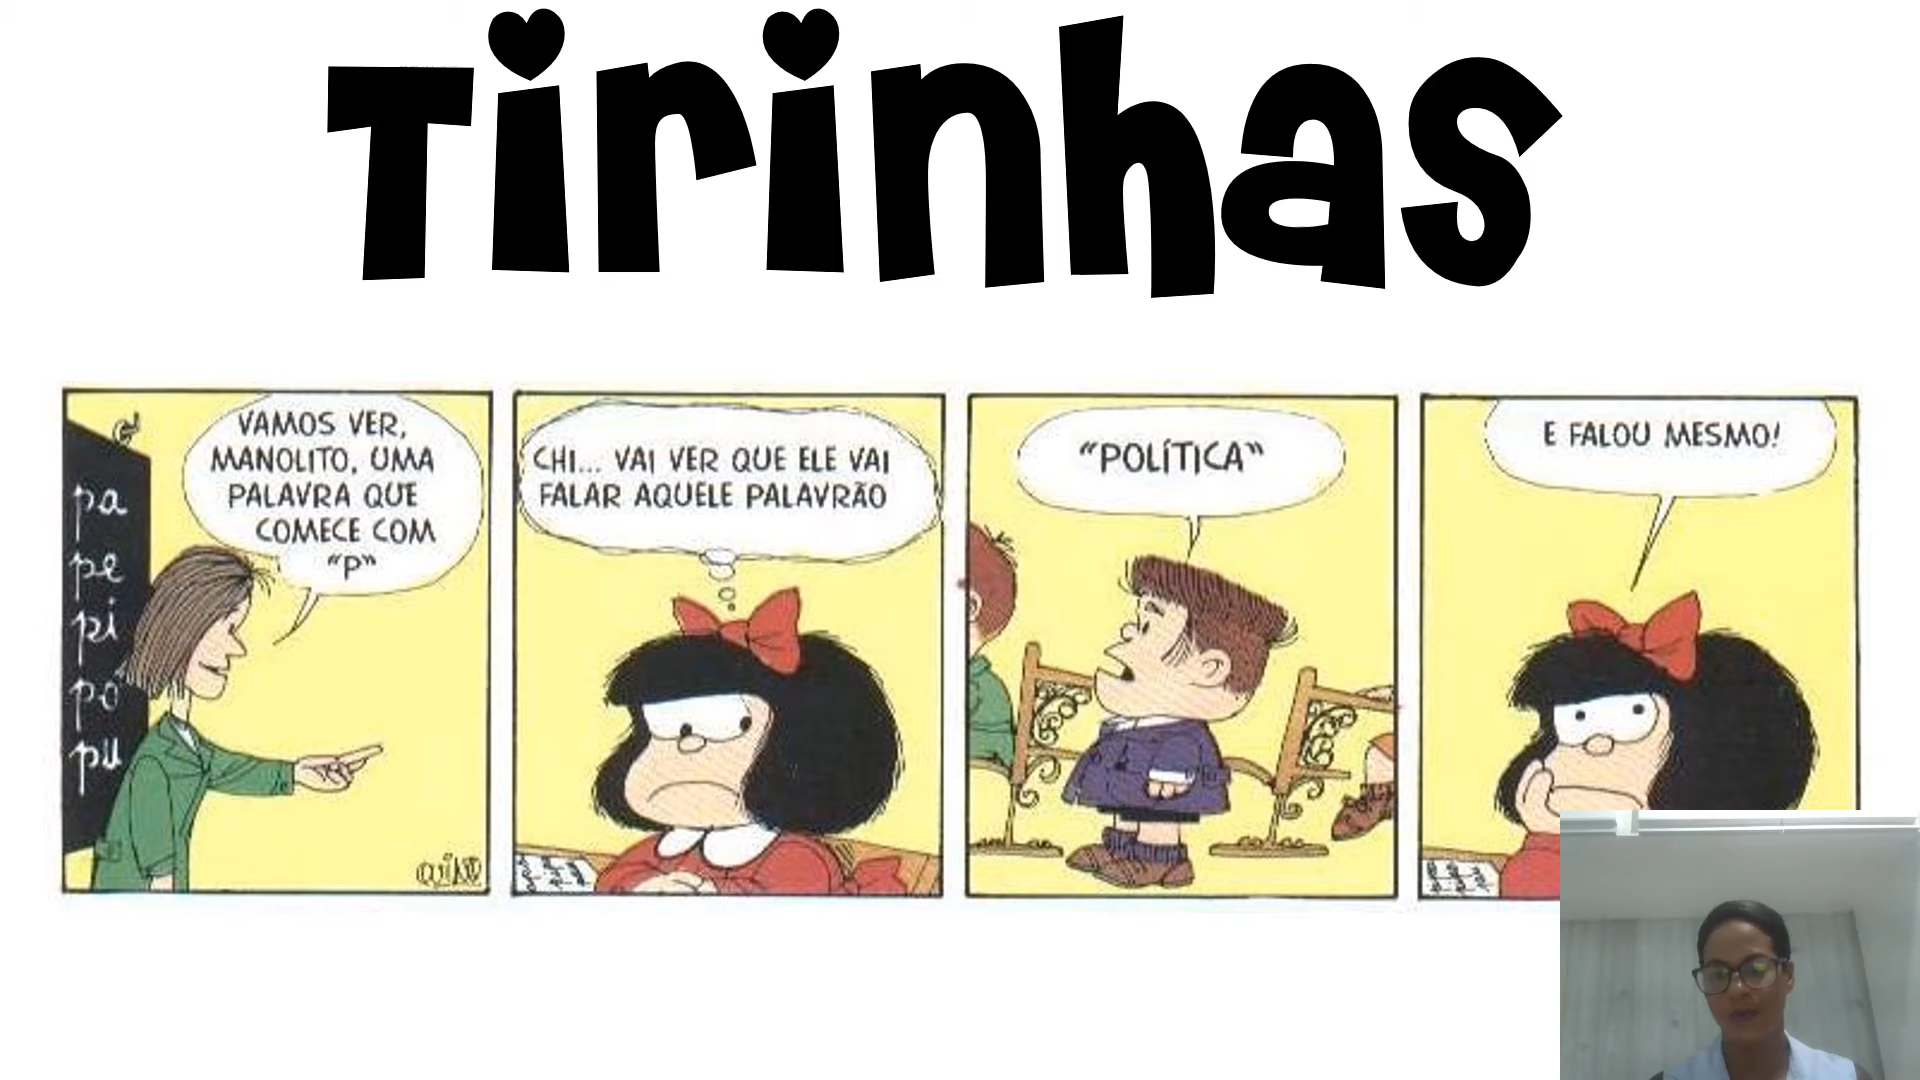 Tirinhas
VAMOS VER,
MANOLITO, UMA
PALAVRA QUE
COMECE COM
"P"
pa
pe
pi
po
pu
QUINO
CHI... VAI VER QUE ELE VAI
FALAR AQUELE PALAVRÃO
"POLÍTICA"
E FALOU MESMO!